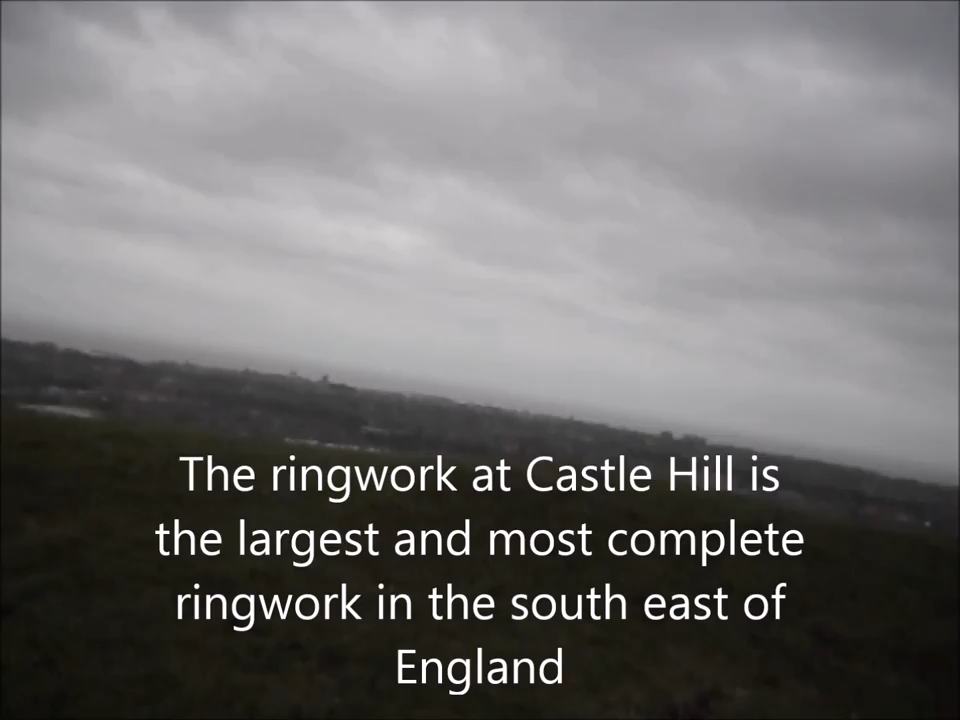 The ringwork at Castle Hill is
the largest and most complete
ringwork in the south east of
England